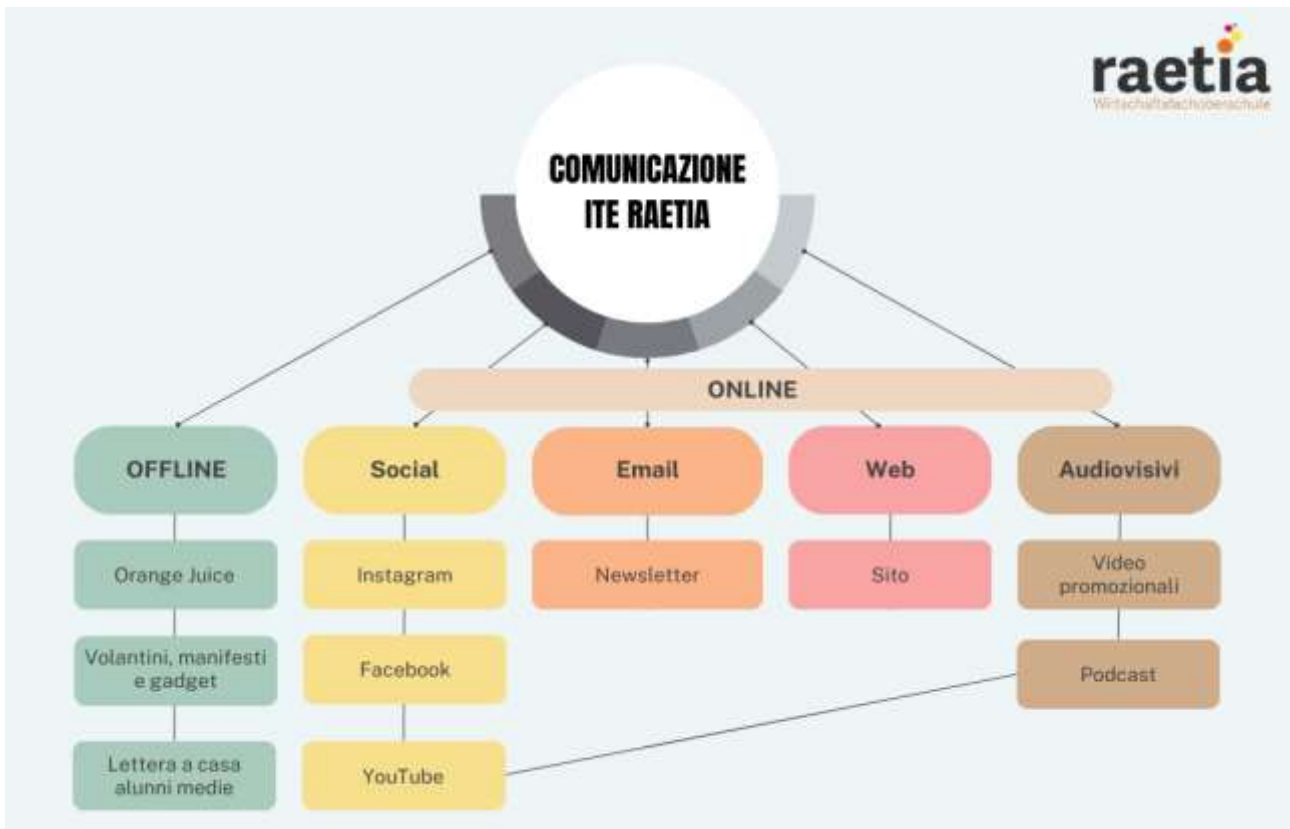 raetia
Wirtschaftsfachoberschule
COMUNICAZIONE
ITE RAETIA
ONLINE
OFFLINE
Social
Email
Web
Audiovisivi
Orange Juice
Instagram
Newsletter
Sito
Video
promozionali
Volantini, manifesti
e gadget
Facebook
Podcast
Lettera a casa
alunni medie
YouTube